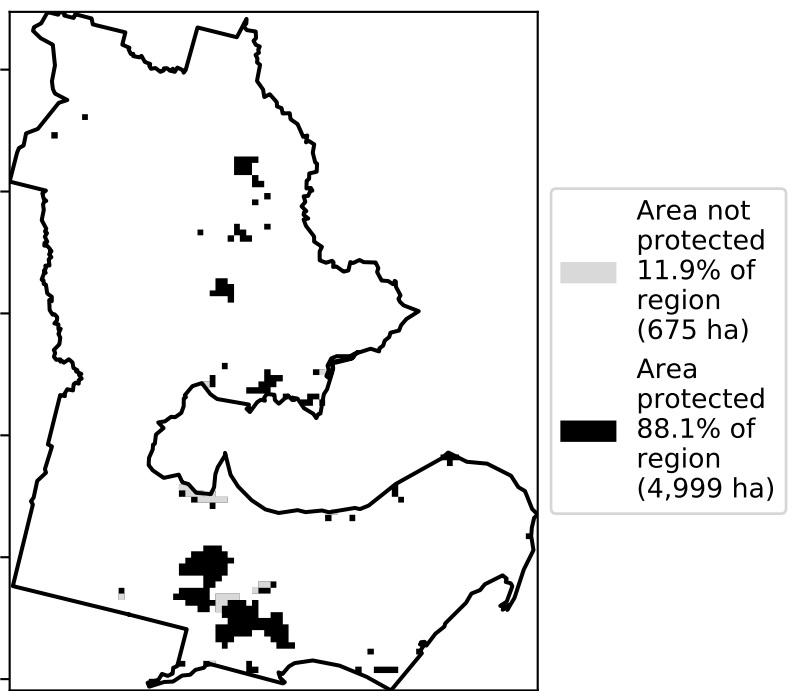 Area not
protected
11.9% of
region
(675 ha)
Area
protected
88.1% of
region
(4,999 ha)